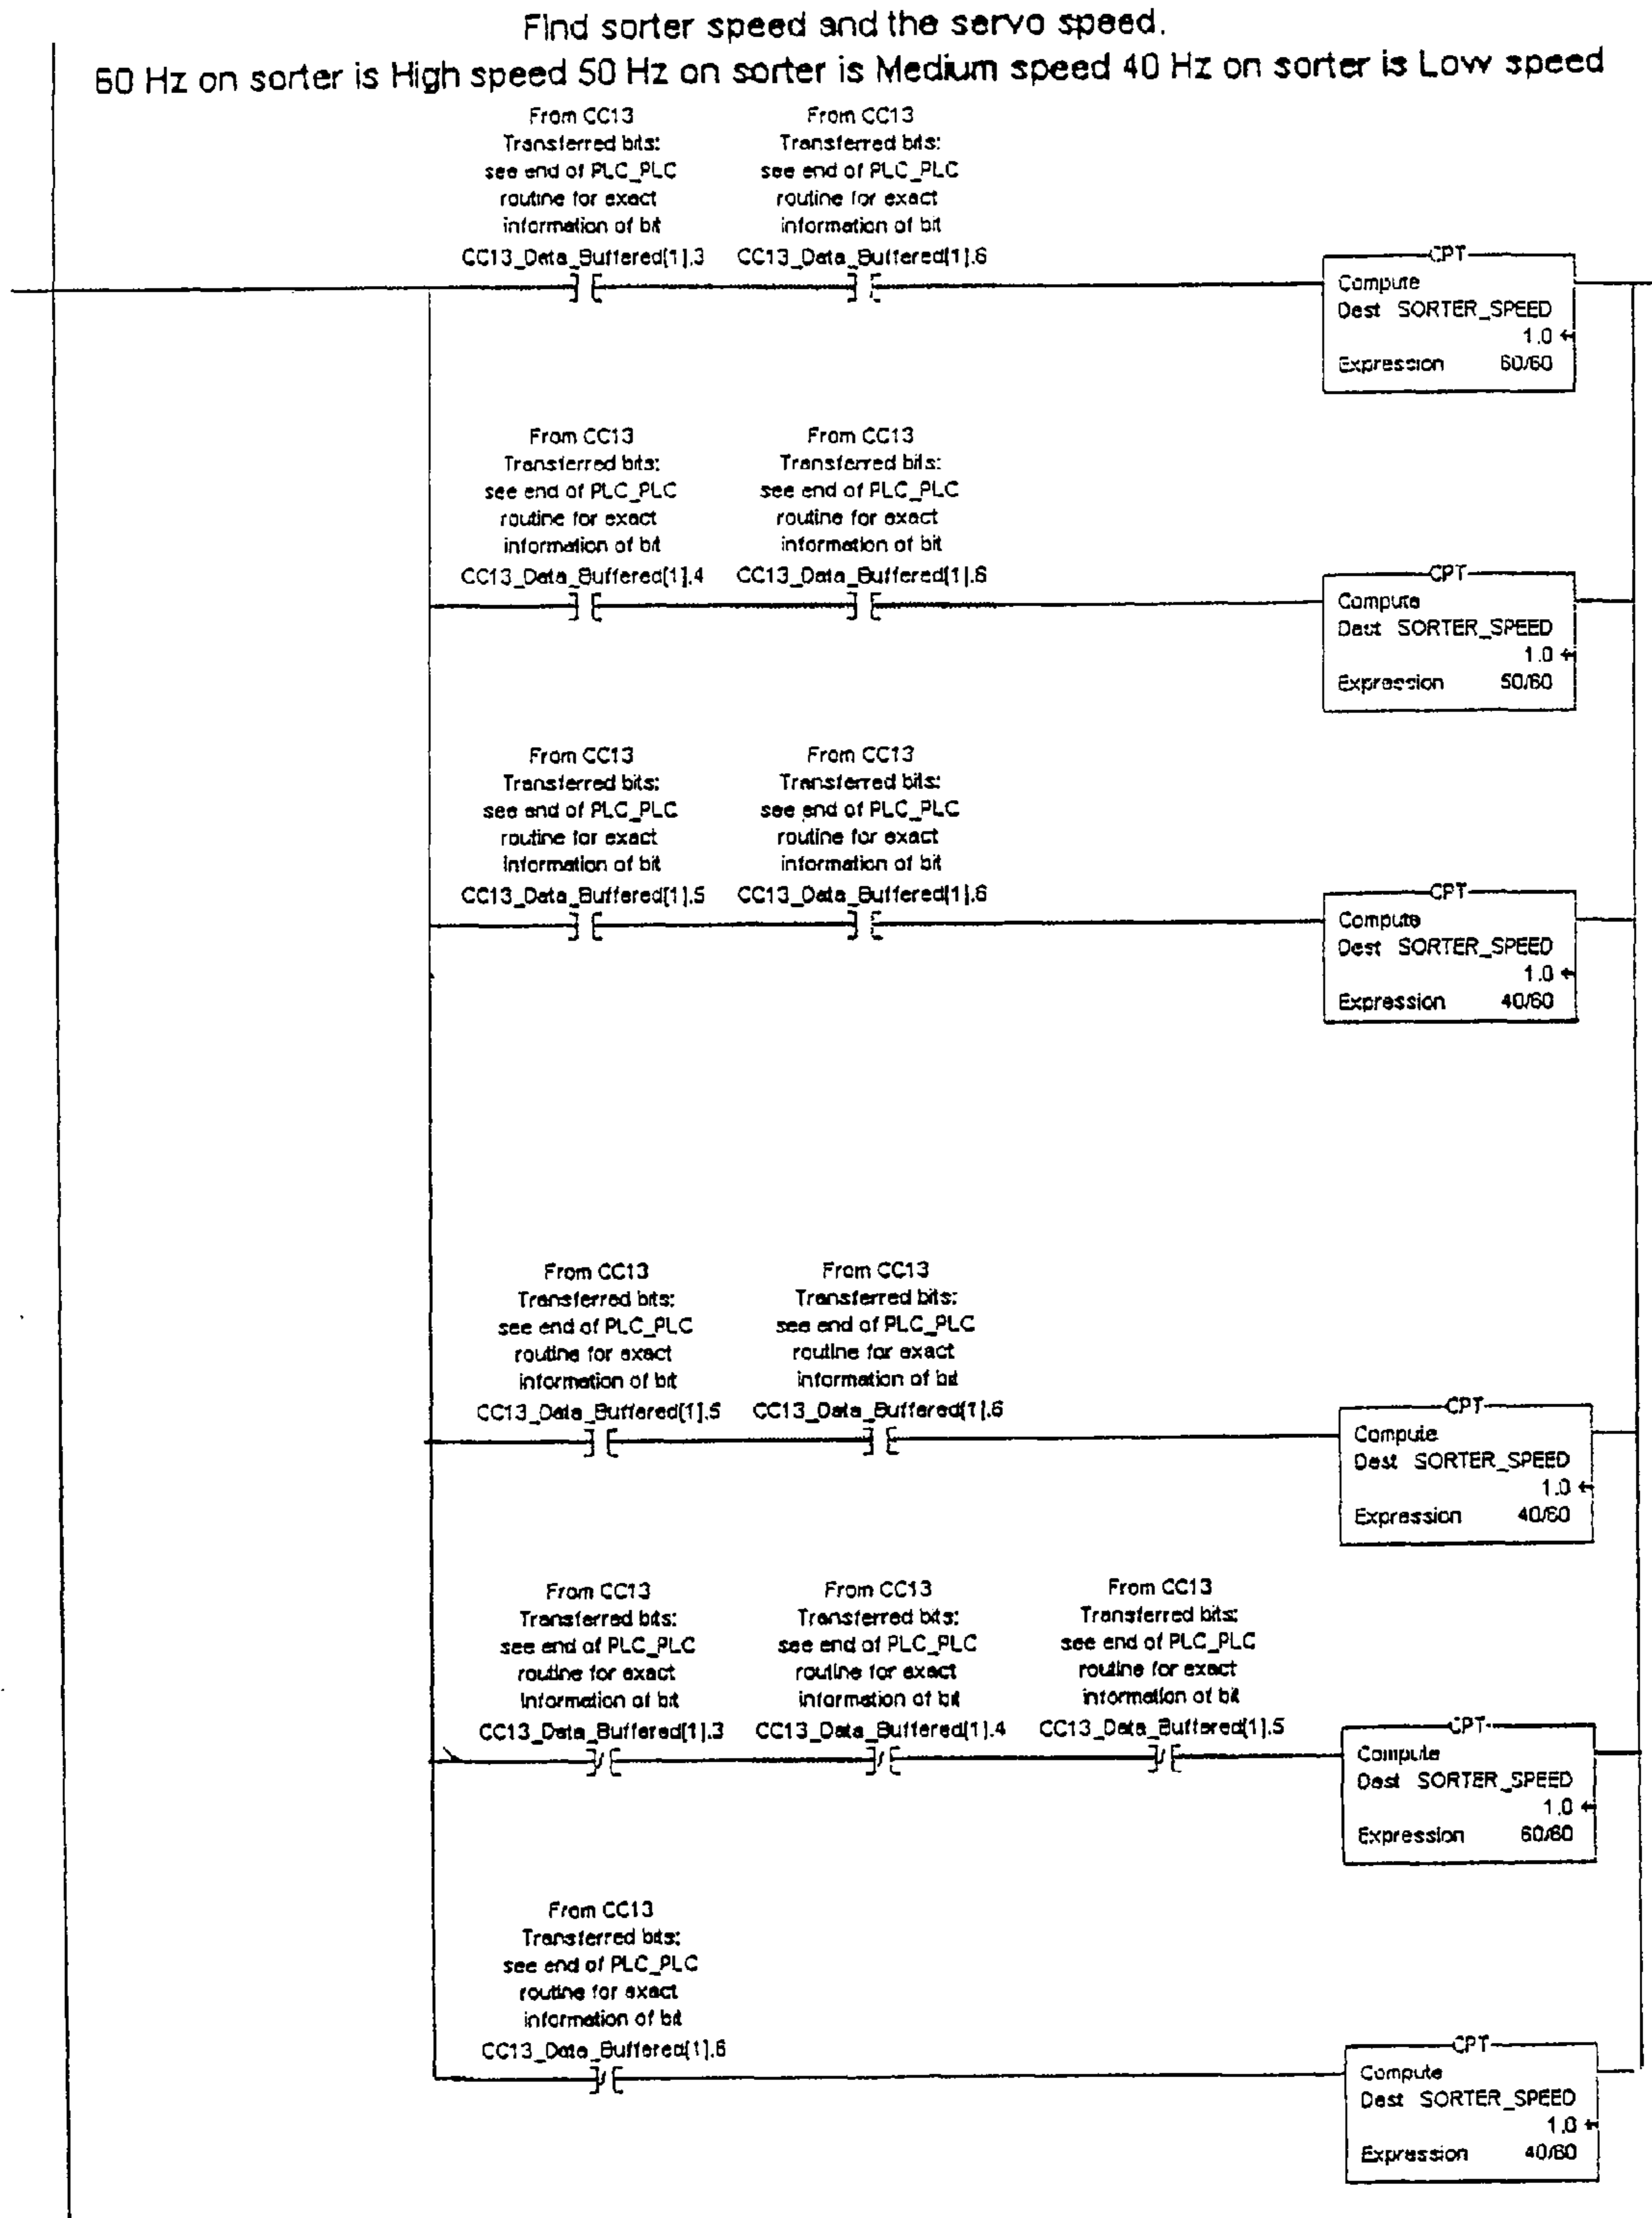 Find sorter speed and the servo speed.
60 Hz on sorter is High speed 50 Hz on sorter is Medium speed 40 Hz on sorter is Low speed
From CC13
Transferred bits:
see end of PLC_PLC
routine for exact
information of bit
CC13_Data_Buffered[1].3
From CC13
Transferred bits:
see end of PLC_PLC
routine for exact
information of bit
CC13_Data_Buffered[1].6
CPT
Compute
Dest SORTER_SPEED
1.0
Expression 60/60
From CC13
Transferred bits:
see end of PLC_PLC
routine for exact
information of bit
CC13_Data_Buffered[1].4
From CC13
Transferred bits:
see end of PLC_PLC
routine for exact
information of bit
CC13_Data_Buffered[1].6
CPT
Compute
Dest SORTER_SPEED
1.0
Expression 50/60
From CC13
Transferred bits:
see end of PLC_PLC
routine for exact
information of bit
CC13_Data_Buffered[1].5
From CC13
Transferred bits:
see end of PLC_PLC
routine for exact
information of bit
CC13_Data_Buffered[1].6
CPT
Compute
Dest SORTER_SPEED
1.0
Expression 40/60
From CC13
Transferred bits:
see end of PLC_PLC
routine for exact
information of bit
CC13_Data_Buffered[1].5
From CC13
Transferred bits:
see end of PLC_PLC
routine for exact
information of bit
CC13_Data_Buffered[1].6
CPT
Compute
Dest SORTER_SPEED
1.0
Expression 40/60
From CC13
Transferred bits:
see end of PLC_PLC
routine for exact
information of bit
CC13_Data_Buffered[1].3
From CC13
Transferred bits:
see end of PLC_PLC
routine for exact
information of bit
CC13_Data_Buffered[1].4
From CC13
Transferred bits:
see end of PLC_PLC
routine for exact
information of bit
CC13_Data_Buffered[1].5
CPT
Compute
Dest SORTER_SPEED
1.0
Expression 60/60
From CC13
Transferred bits:
see end of PLC_PLC
routine for exact
information of bit
CC13_Data_Buffered[1].6
CPT
Compute
Dest SORTER_SPEED
1.0
Expression 40/60